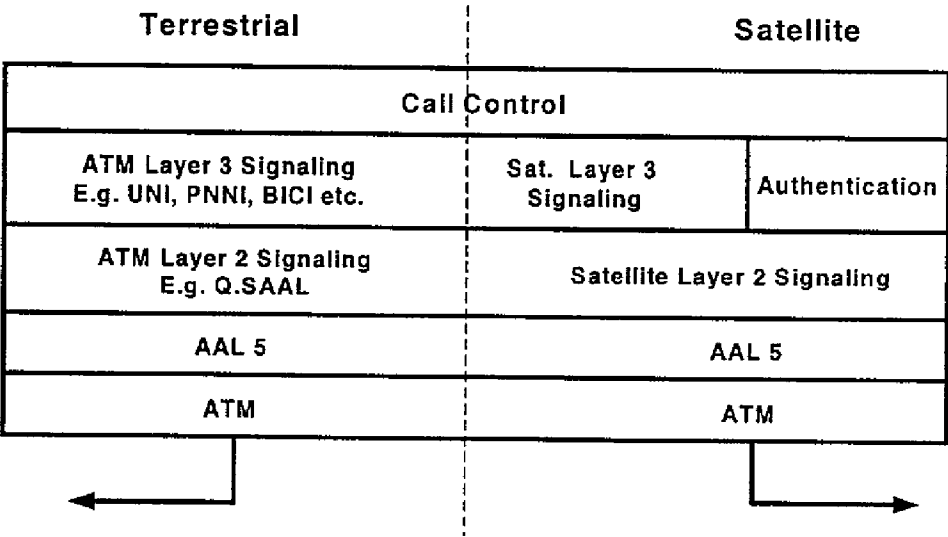 Terrestrial
Satellite
Call Control
ATM Layer 3 Signaling
E.g. UNI, PNNI, BICI etc.
Sat. Layer 3
Signaling
Authentication
ATM Layer 2 Signaling
E.g. Q.SAAL
Satellite Layer 2 Signaling
AAL 5
AAL 5
ATM
ATM